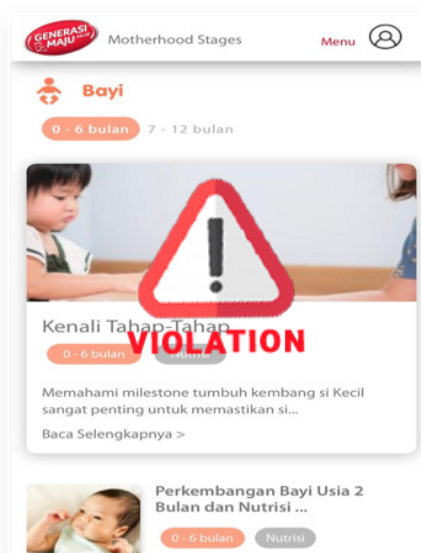 GENERASI
MAJU
Motherhood Stages
Menu
Bayi
0 - 6 bulan
7 - 12 bulan
Kenali Tahap-Tahap
VIOLATION
0 - 6 bulan
Nutrisi
Memahami milestone tumbuh kembang si Kecil
sangat penting untuk memastikan si...
Baca Selengkapnya >
Perkembangan Bayi Usia 2
Bulan dan Nutrisi ...
0 - 6 bulan
Nutrisi